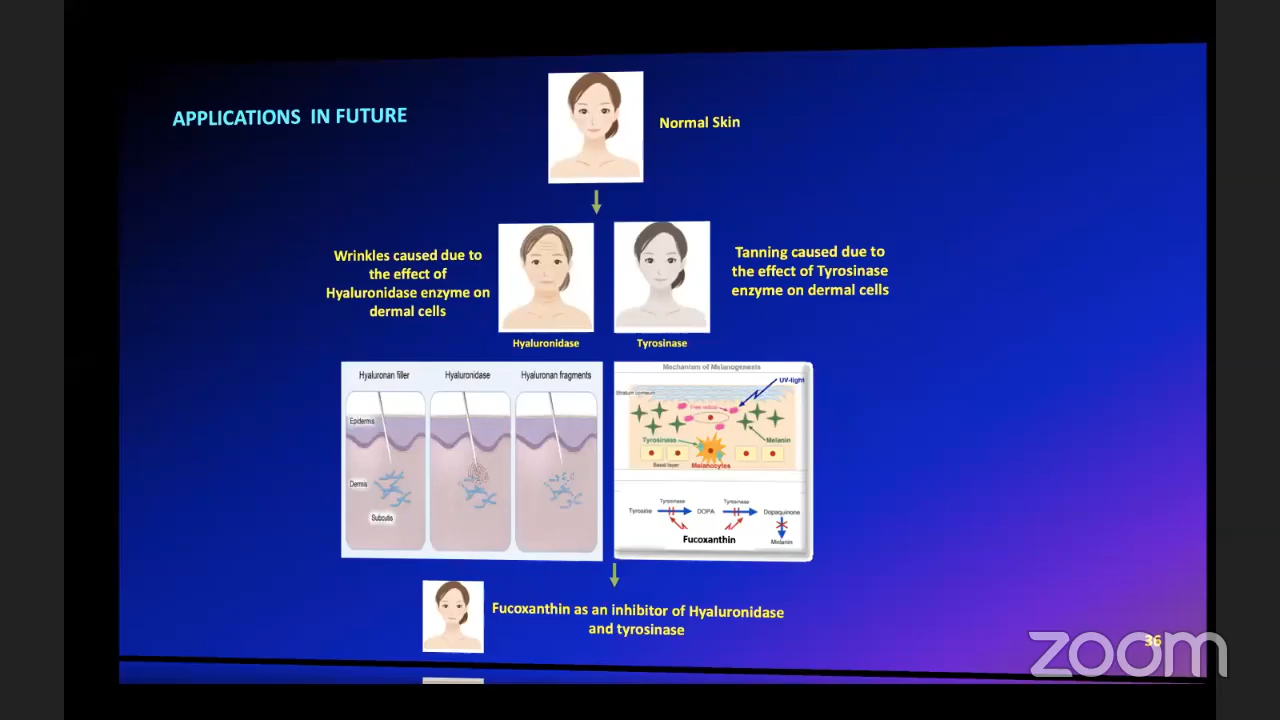 APPLICATIONS IN FUTURE
Normal Skin
Wrinkles caused due to
the effect of
Hyaluronidase enzyme on
dermal cells
Tanning caused due to
the effect of Tyrosinase
enzyme on dermal cells
Hyaluronidase
Tyrosinase
Hyaluronan filler
Hyaluronidase
Hyaluronan fragments
Epidermis
Dermis
Subcutis
Mechanism of Melanogenesis
UV-light
Stratum corneum
Free radical
Tyrosinase
Melanin
Basal layer
Melanocytes
Tyrosinase
Tyrosinase
Tyrosine
DOPA
Dopaquinone
Fucoxanthin
Melanin
Fucoxanthin as an inhibitor of Hyaluronidase
and tyrosinase
36
zoom